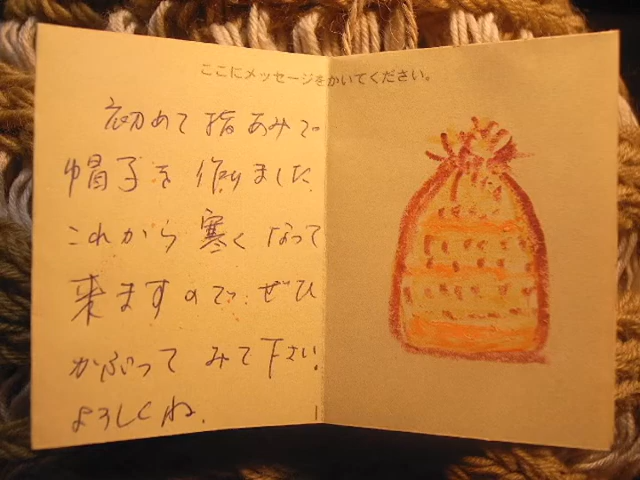 ここにメッセージをかいてください。
初めて指あみで
帽子を作りました
これから寒くなって
来ますので、ぜひ
かぶってみて下さい。
よろしくね.